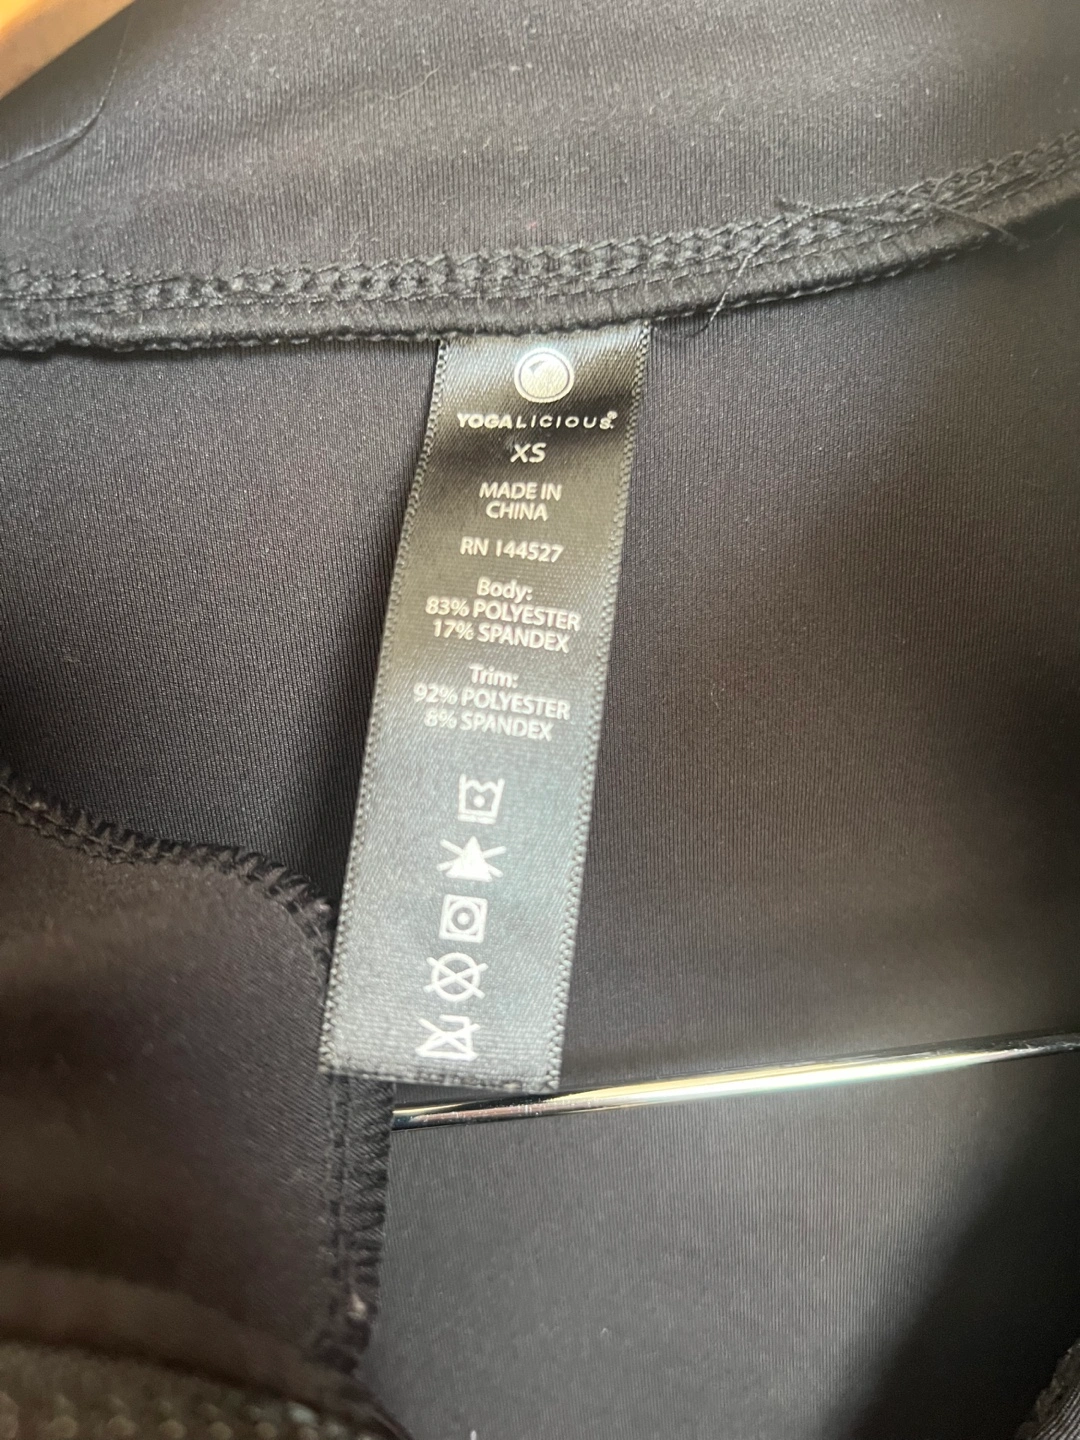 YOGALICIOUS®
XS
MADE IN
CHINA
RN 144527
Body:
83% POLYESTER
17% SPANDEX
Trim:
92% POLYESTER
8% SPANDEX